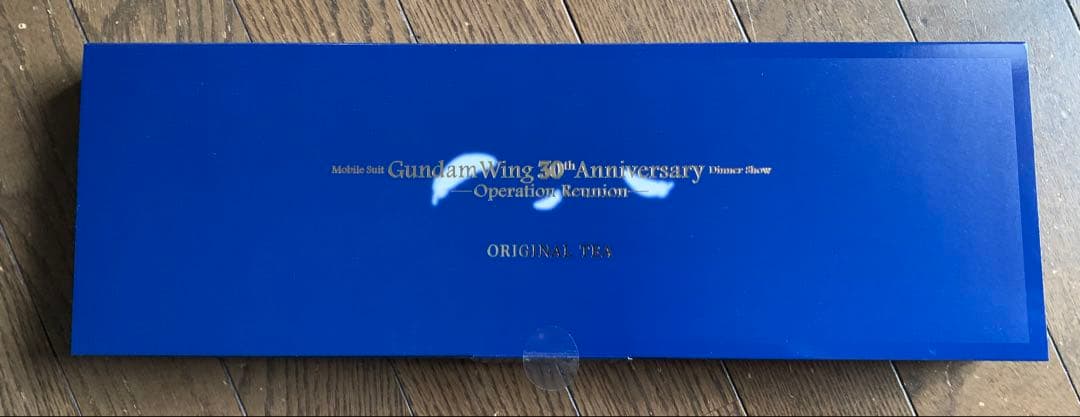 Mobile Suit Gundam Wing 30th Anniversary Dinner Show
—Operation Reunion—
ORIGINAL TEA